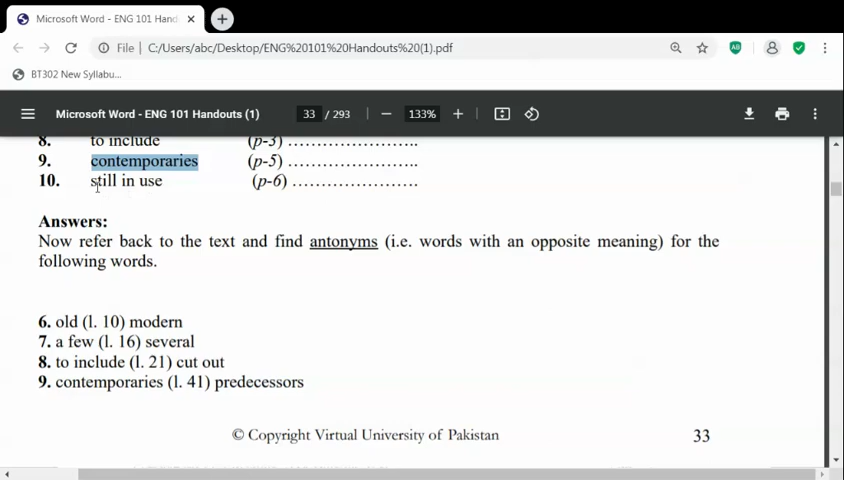 Microsoft Word - ENG 101 Hand
File | C:/Users/abc/Desktop/ENG%20101%20Handouts%20(1).pdf
BT302 New Syllabu...
Microsoft Word - ENG 101 Handouts (1) 33 / 293 133%
8. to include (p-3) ........................
9. contemporaries (p-5) ........................
10. still in use (p-6) ........................
Answers:
Now refer back to the text and find antonyms (i.e. words with an opposite meaning) for the
following words.
6. old (l. 10) modern
7. a few (l. 16) several
8. to include (l. 21) cut out
9. contemporaries (l. 41) predecessors
© Copyright Virtual University of Pakistan 33